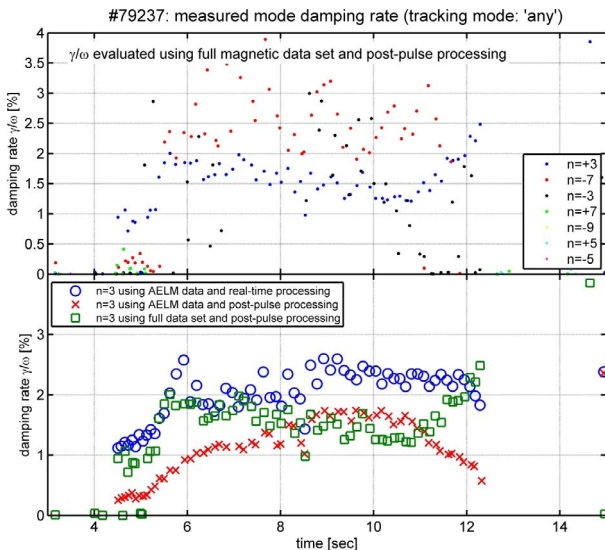 #79237: measured mode damping rate (tracking mode: 'any')
4
γ/ω evaluated using full magnetic data set and post-pulse processing
3.5
3
2.5
2
1.5
1
0.5
0
damping rate γ/ω [%]
n=+3
n=-7
n=-3
n=+7
n=-9
n=+5
n=-5
n=3 using AELM data and real-time processing
n=3 using AELM data and post-pulse processing
n=3 using full data set and post-pulse processing
3
2
1
0
damping rate γ/ω [%]
4 6 8 10 12
time [sec]